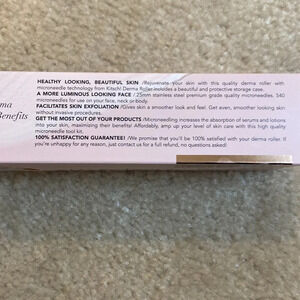 rma
Benefits
HEALTHY LOOKING, BEAUTIFUL SKIN /Rejuvenate your skin with this quality derma roller with
microneedle technology from Kitsch! Derma Roller includes a beautiful and protective storage case.
A MORE LUMINOUS LOOKING FACE /.25mm stainless steel premium grade quality microneedles. 540
microneedles for use on your face, neck or body.
FACILITATES SKIN EXFOLIATION /Gives skin a smoother look and feel. Get even, smoother looking skin
without invasive procedures.
GET THE MOST OUT OF YOUR PRODUCTS /Microneedling increases the absorption of serums and lotions
into your skin, maximizing their benefits! Affordably, amp up your level of skin care with this high quality
microneedle tool kit.
100% SATISFACTION GUARANTEE! /We promise that you'll be 100% satisfied with your derma roller. If
you're unhappy for any reason, just contact us for a full refund, no questions asked!